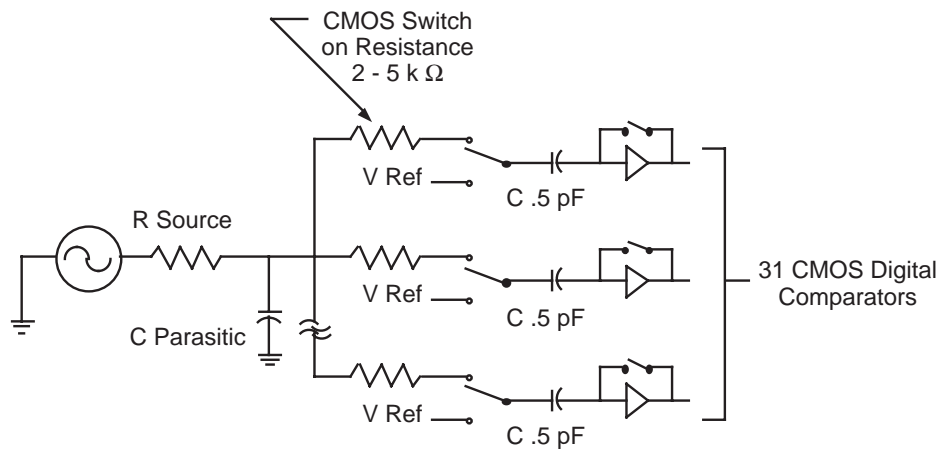 CMOS Switch
on Resistance
2 - 5 k Ω
V Ref
C .5 pF
R Source
V Ref
C .5 pF
31 CMOS Digital
Comparators
C Parasitic
V Ref
C .5 pF